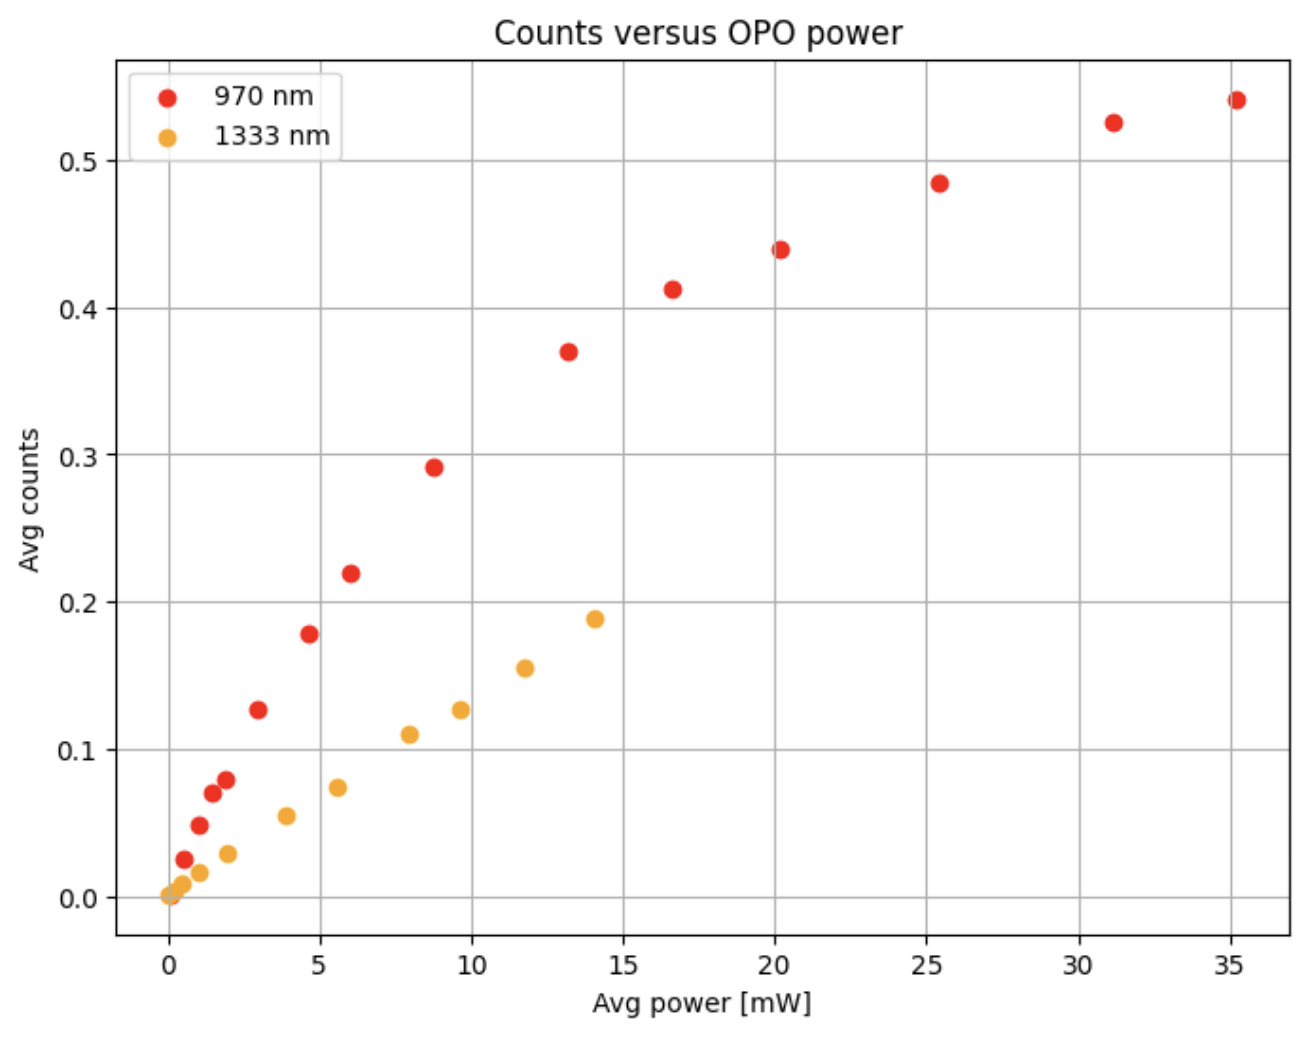 Counts versus OPO power
970 nm
1333 nm
0.5
0.4
0.3
0.2
0.1
0.0
Avg counts
0 5 10 15 20 25 30 35
Avg power [mW]